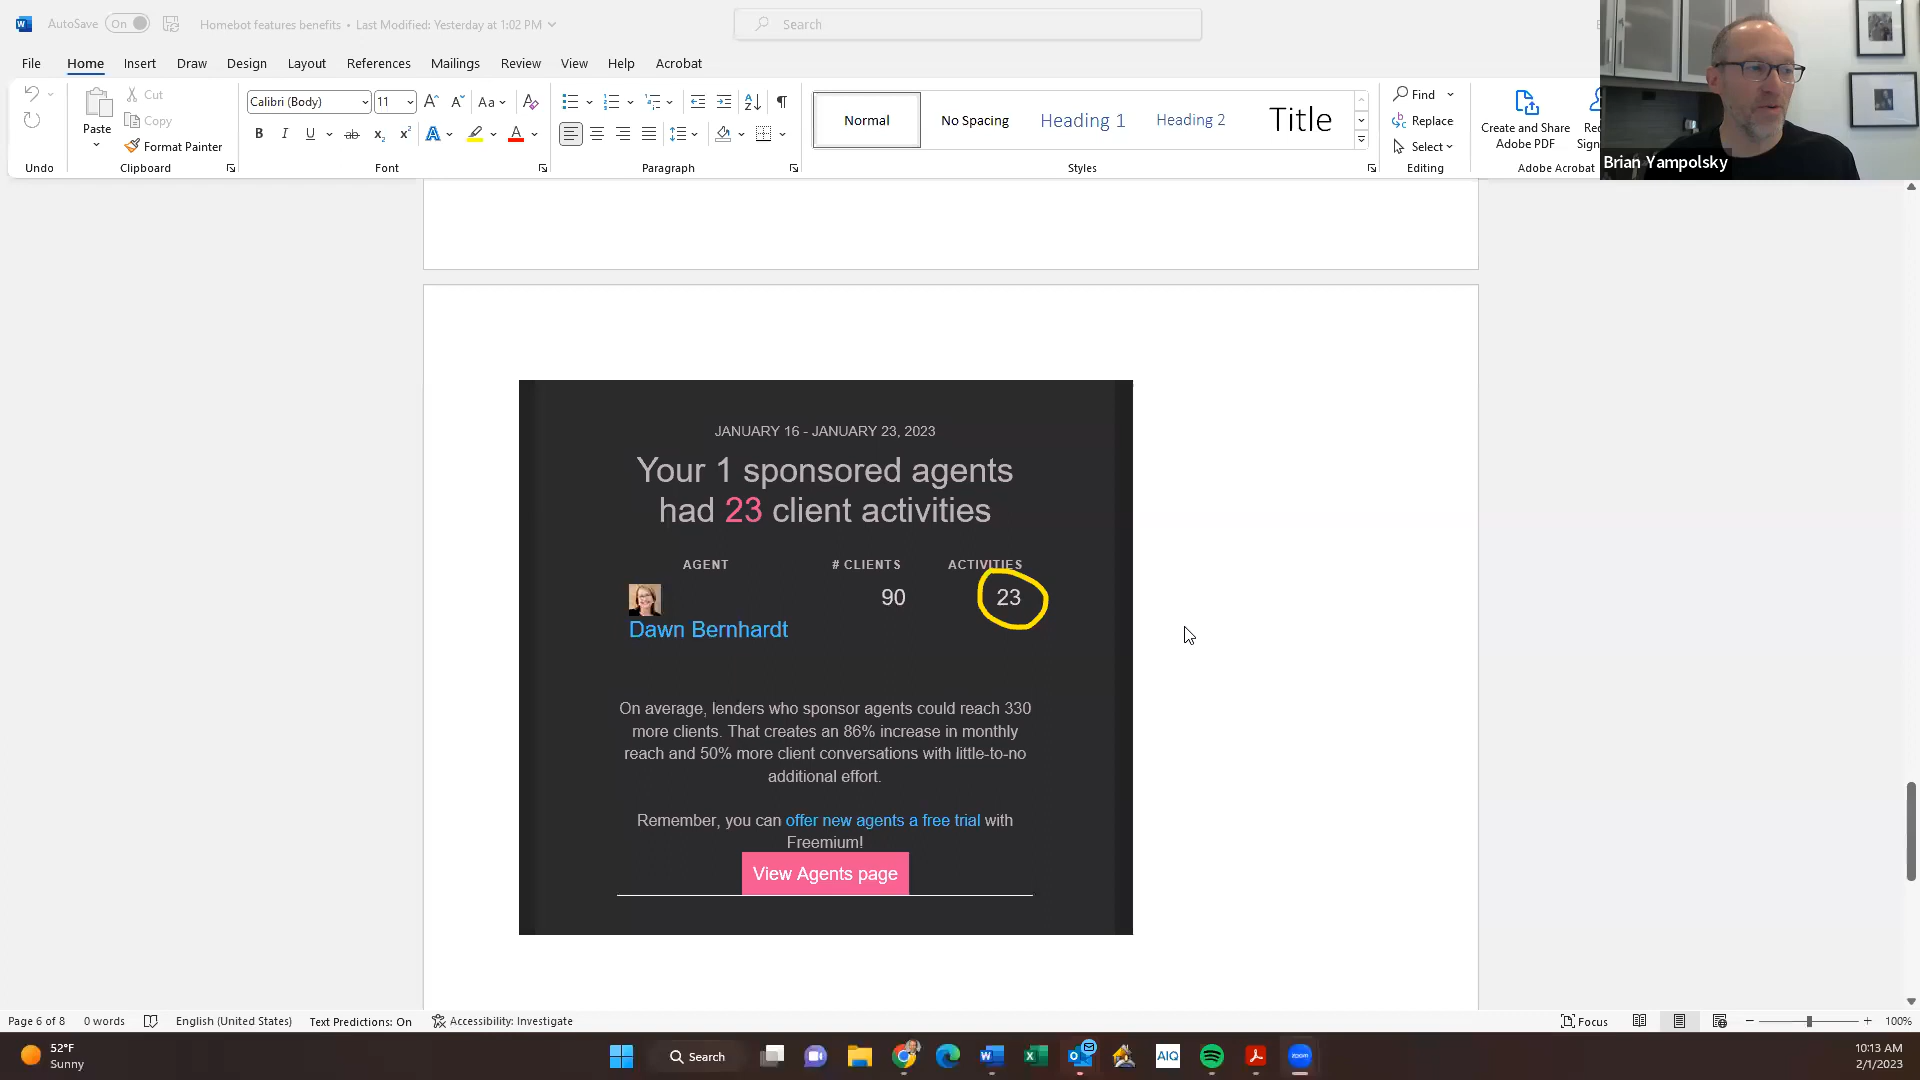 AutoSave On Homebot features benefits • Last Modified: Yesterday at 1:02 PM Search
File Home Insert Draw Design Layout References Mailings Review View Help Acrobat
Paste Cut Copy Format Painter
Calibri (Body) 11
Normal No Spacing Heading 1 Heading 2 Title
Find Replace Select
Create and Share
Adobe PDF
Undo Clipboard Font Paragraph Styles Editing Adobe Acrobat
Brian Yampolsky
JANUARY 16 - JANUARY 23, 2023
Your 1 sponsored agents
had 23 client activities
AGENT # CLIENTS ACTIVITIES
90 23
Dawn Bernhardt
On average, lenders who sponsor agents could reach 330
more clients. That creates an 86% increase in monthly
reach and 50% more client conversations with little-to-no
additional effort.
Remember, you can offer new agents a free trial with
Freemium!
View Agents page
Page 6 of 8 0 words English (United States) Text Predictions: On Accessibility: Investigate Focus 100%
52°F
Sunny
Search
AIQ
zoom
10:13 AM
2/1/2023